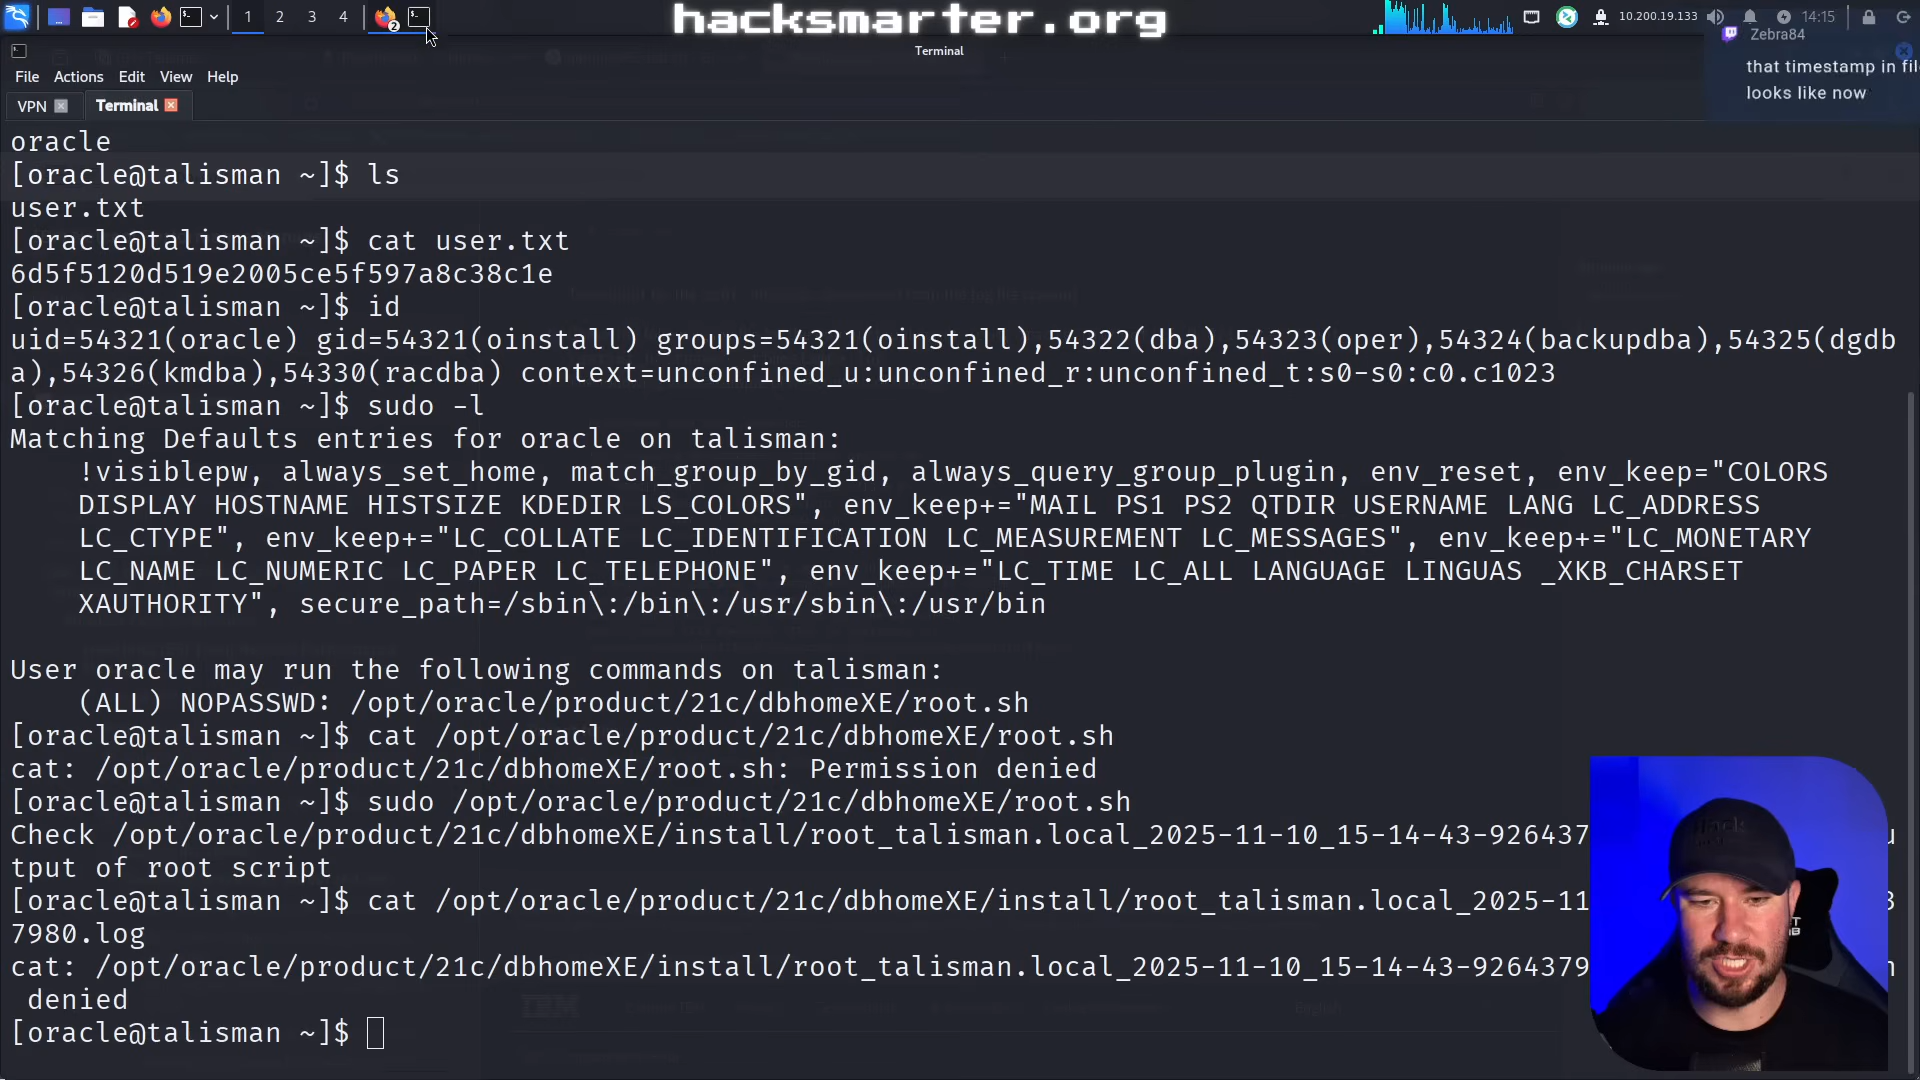 1 2 3 4
2
hacksmarter.org
10.200.19.133
14:15
Terminal
Zebra84
that timestamp in fil
looks like now
File Actions Edit View Help
VPN
Terminal
oracle
[oracle@talisman ~]$ ls
user.txt
[oracle@talisman ~]$ cat user.txt
6d5f5120d519e2005ce5f597a8c38c1e
[oracle@talisman ~]$ id
uid=54321(oracle) gid=54321(oinstall) groups=54321(oinstall),54322(dba),54323(oper),54324(backupdba),54325(dgdb
a),54326(kmdba),54330(racdba) context=unconfined_u:unconfined_r:unconfined_t:s0-s0:c0.c1023
[oracle@talisman ~]$ sudo -l
Matching Defaults entries for oracle on talisman:
!visiblepw, always_set_home, match_group_by_gid, always_query_group_plugin, env_reset, env_keep="COLORS
DISPLAY HOSTNAME HISTSIZE KDEDIR LS_COLORS", env_keep+="MAIL PS1 PS2 QTDIR USERNAME LANG LC_ADDRESS
LC_CTYPE", env_keep+="LC_COLLATE LC_IDENTIFICATION LC_MEASUREMENT LC_MESSAGES", env_keep+="LC_MONETARY
LC_NAME LC_NUMERIC LC_PAPER LC_TELEPHONE", env_keep+="LC_TIME LC_ALL LANGUAGE LINGUAS _XKB_CHARSET
XAUTHORITY", secure_path=/sbin\:/bin\:/usr/sbin\:/usr/bin
User oracle may run the following commands on talisman:
(ALL) NOPASSWD: /opt/oracle/product/21c/dbhomeXE/root.sh
[oracle@talisman ~]$ cat /opt/oracle/product/21c/dbhomeXE/root.sh
cat: /opt/oracle/product/21c/dbhomeXE/root.sh: Permission denied
[oracle@talisman ~]$ sudo /opt/oracle/product/21c/dbhomeXE/root.sh
Check /opt/oracle/product/21c/dbhomeXE/install/root_talisman.local_2025-11-10_15-14-43-926437 u
tput of root script
[oracle@talisman ~]$ cat /opt/oracle/product/21c/dbhomeXE/install/root_talisman.local_2025-11
7980.log
cat: /opt/oracle/product/21c/dbhomeXE/install/root_talisman.local_2025-11-10_15-14-43-9264379 n
denied
[oracle@talisman ~]$